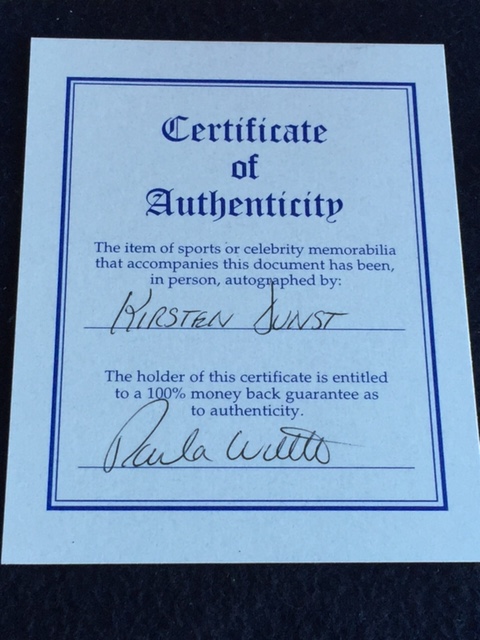 Certificate
of
Authenticity
The item of sports or celebrity memorabilia
that accompanies this document has been,
in person, autographed by:
KIRSTEN DUNST
The holder of this certificate is entitled
to a 100% money back guarantee as
to authenticity.
Paula